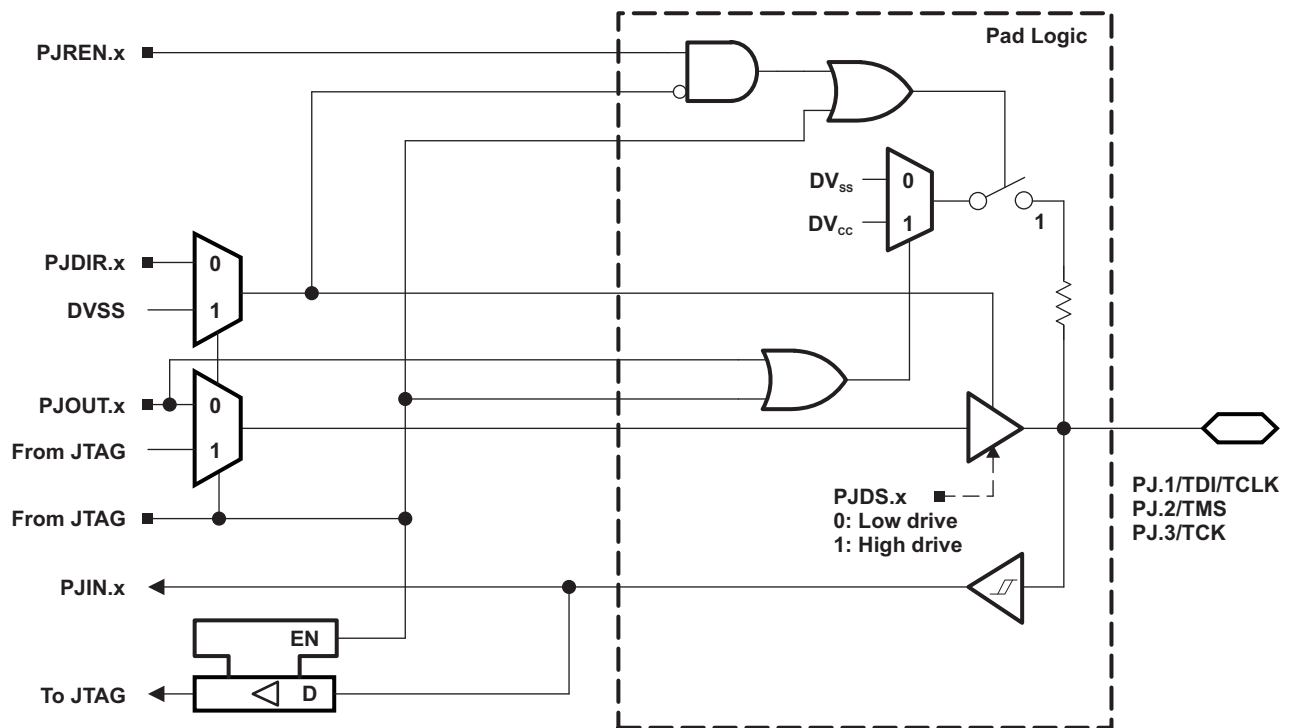 Pad Logic
PJREN.x
DVSS
0
DVCC
1
1
PJDIR.x
0
DVSS
1
PJOUT.x
0
From JTAG
1
PJDS.x
0: Low drive
1: High drive
PJ.1/TDI/TCLK
PJ.2/TMS
PJ.3/TCK
From JTAG
PJIN.x
EN
To JTAG
D